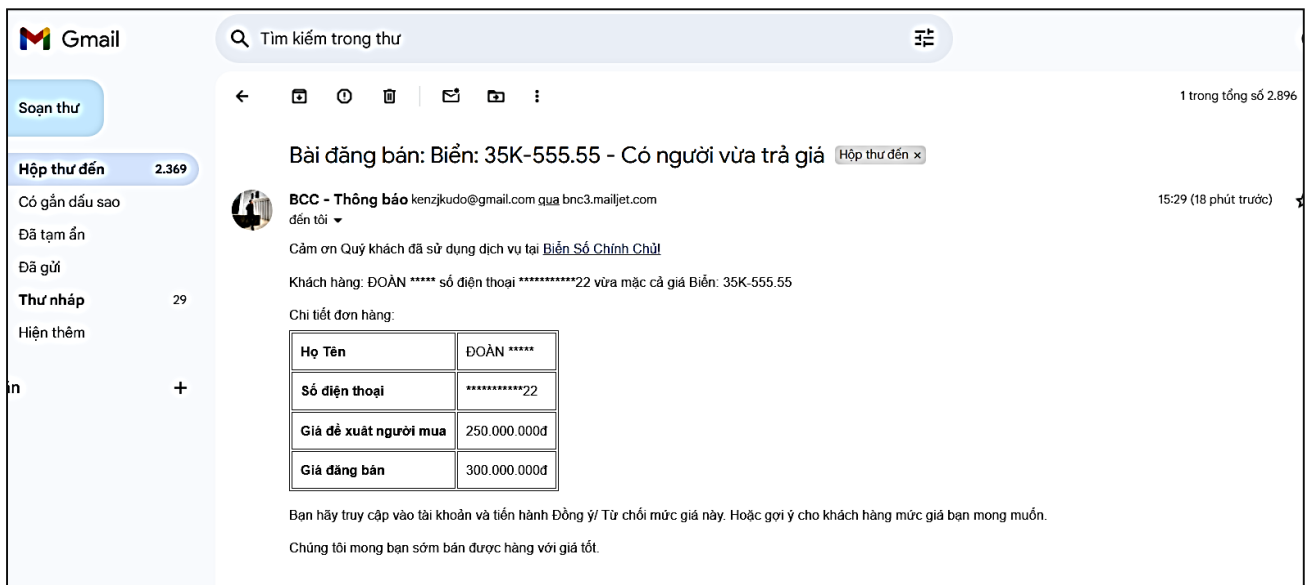 Gmail
Tìm kiếm trong thư
Soạn thư
1 trong tổng số 2.896
Bài đăng bán: Biển: 35K-555.55 - Có người vừa trả giá Hộp thư đến x
Hộp thư đến 2.369
Có gắn dấu sao
Đã tạm ẩn
Đã gửi
Thư nháp 29
Hiện thêm
BCC - Thông báo kenzjkudo@gmail.com qua bnc3.mailjet.com
15:29 (18 phút trước)
đến tôi
Cảm ơn Quý khách đã sử dụng dịch vụ tại Biển Số Chính Chủ!
Khách hàng: ĐOÀN ***** số điện thoại ***********22 vừa mặc cả giá Biển: 35K-555.55
Chi tiết đơn hàng:
Họ Tên ĐOÀN *****
Số điện thoại ***********22
Giá đề xuât người mua 250.000.000đ
Giá đăng bán 300.000.000đ
Bạn hãy truy cập vào tài khoản và tiến hành Đồng ý/ Từ chối mức giá này. Hoặc gợi ý cho khách hàng mức giá bạn mong muốn.
Chúng tôi mong bạn sớm bán được hàng với giá tốt.